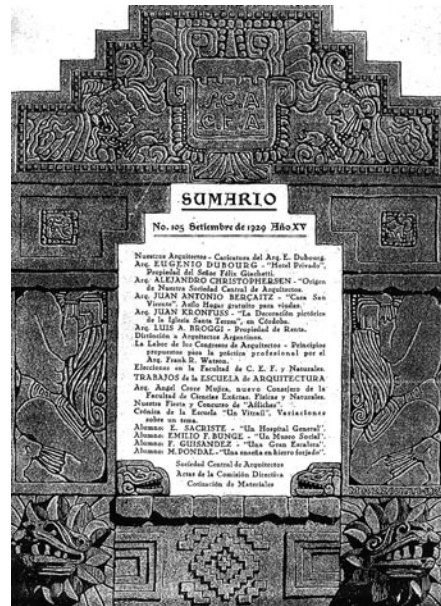 S.C.A.
C.E.A.
SUMARIO
No. 105 Setiembre de 1929 Año XV
Nuestros Arquitectos - Caricatura del Arq. E. Dubourg.
Arq. EUGENIO DUBOURG - "Hotel Privado",
Propiedad del Señor Félix Giachetti.
Arq. ALEJANDRO CHRISTOPHERSEN - "Origen
de Nuestra Sociedad Central de Arquitectos.
Arq. JUAN ANTONIO BERÇAITZ - "Casa San
Vicente". Asilo Hogar gratuito para viudas.
Arq. JUAN KRONFUSS - "La Decoración pictórica
de la Iglesia Santa Teresa", en Córdoba.
Arq. LUIS A. BROGGI - Propiedad de Renta.
Distinción a Arquitectos Argentinos.
La Labor de los Congresos de Arquitectos - Principios
propuestos para la práctica profesional por el
Arq. Frank R. Watson.
Elecciones en la Facultad de C. E. F. y Naturales.
TRABAJOS de la ESCUELA de ARQUITECTURA
Arq. Angel Croce Mujica, nuevo Consejero de la
Facultad de Ciencias Exactas, Físicas y Naturales.
Nuestra Fiesta y Concurso de "Affiches".
Crónica de la Escuela "Un Vitrail", Variaciones
sobre un tema.
Alumno: E. SACRISTE - "Un Hospital General".
Alumno: EMILIO F. BUNGE - "Un Museo Social".
Alumno: F. GUISANDEZ - "Una Gran Escalera".
Alumno: M. PONDAL - "Una enseña en hierro forjado".
Sociedad Central de Arquitectos
Actas de la Comisión Directiva
Cotización de Materiales